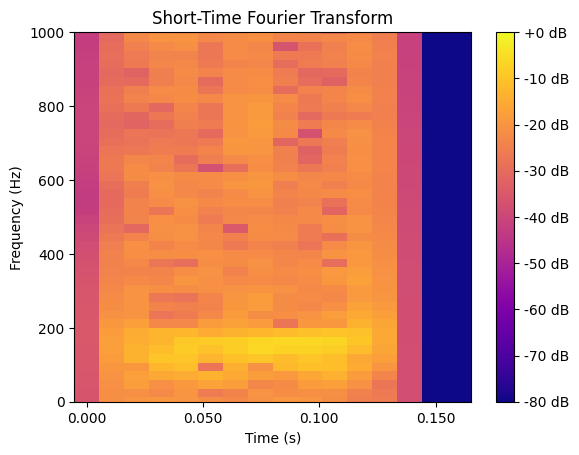 Short-Time Fourier Transform
1000
800
600
400
200
0
Frequency (Hz)
0.000
0.050
0.100
0.150
Time (s)
+0 dB
-10 dB
-20 dB
-30 dB
-40 dB
-50 dB
-60 dB
-70 dB
-80 dB